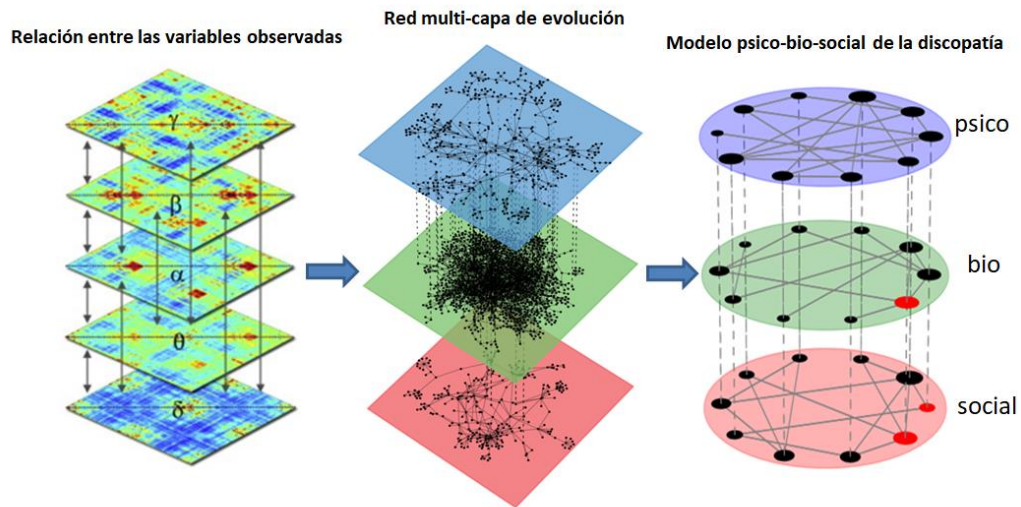 Relación entre las variables observadas
Red multi-capa de evolución
Modelo psico-bio-social de la discopatía
γ
β
α
θ
δ
psico
bio
social